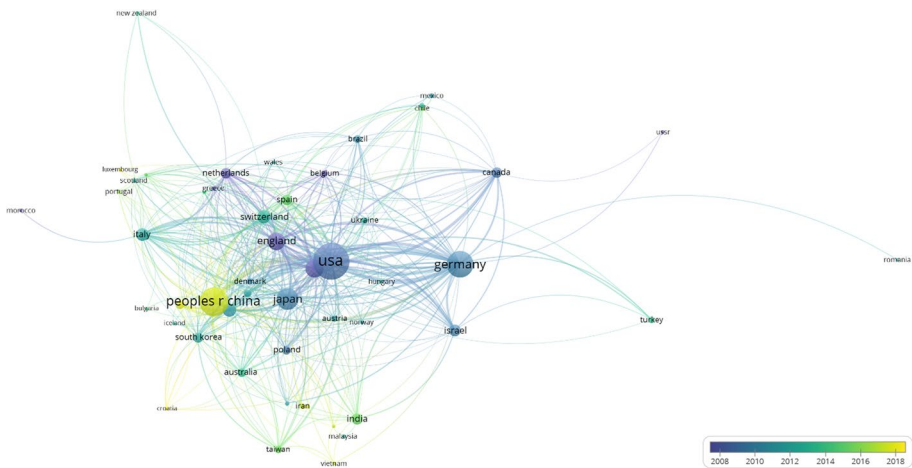 new zealand
mexico
chile
ussr
brazil
wales
luxembourg
netherlands
belgium
canada
scotland
greece
portugal
spain
morocco
switzerland
ukraine
italy
england
usa
germany
romania
denmark
hungary
peoples r china
japan
bulgaria
austria
norway
turkey
iceland
israel
south korea
poland
australia
croatia
iran
india
malaysia
taiwan
vietnam
2008 2010 2012 2014 2016 2018